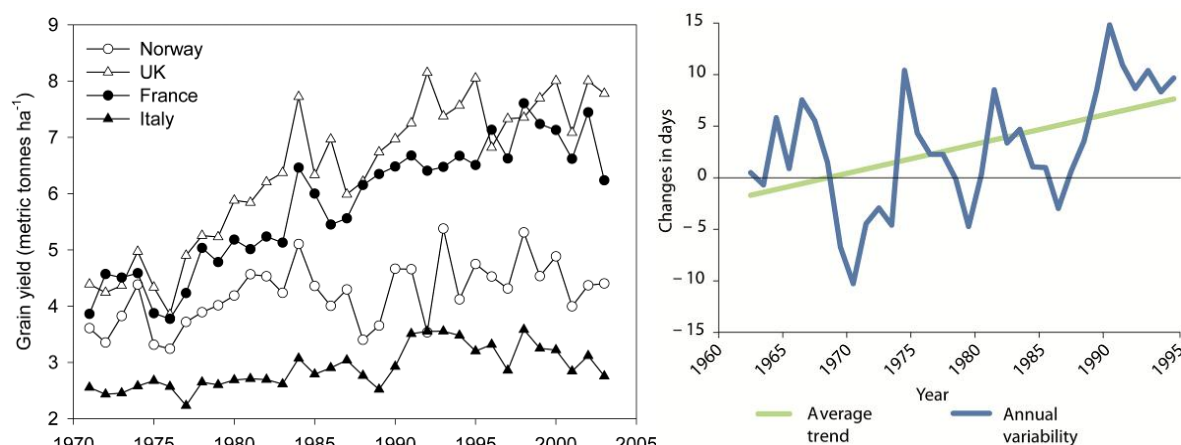 Grain yield (metric tonnes ha-1)
9
8
7
6
5
4
3
2
Norway
UK
France
Italy
1970 1975 1980 1985 1990 1995 2000 2005
Changes in days
15
10
5
0
– 5
– 10
– 15
1960 1965 1970 1975 1980 1985 1990 1995
Year
Average trend
Annual variability